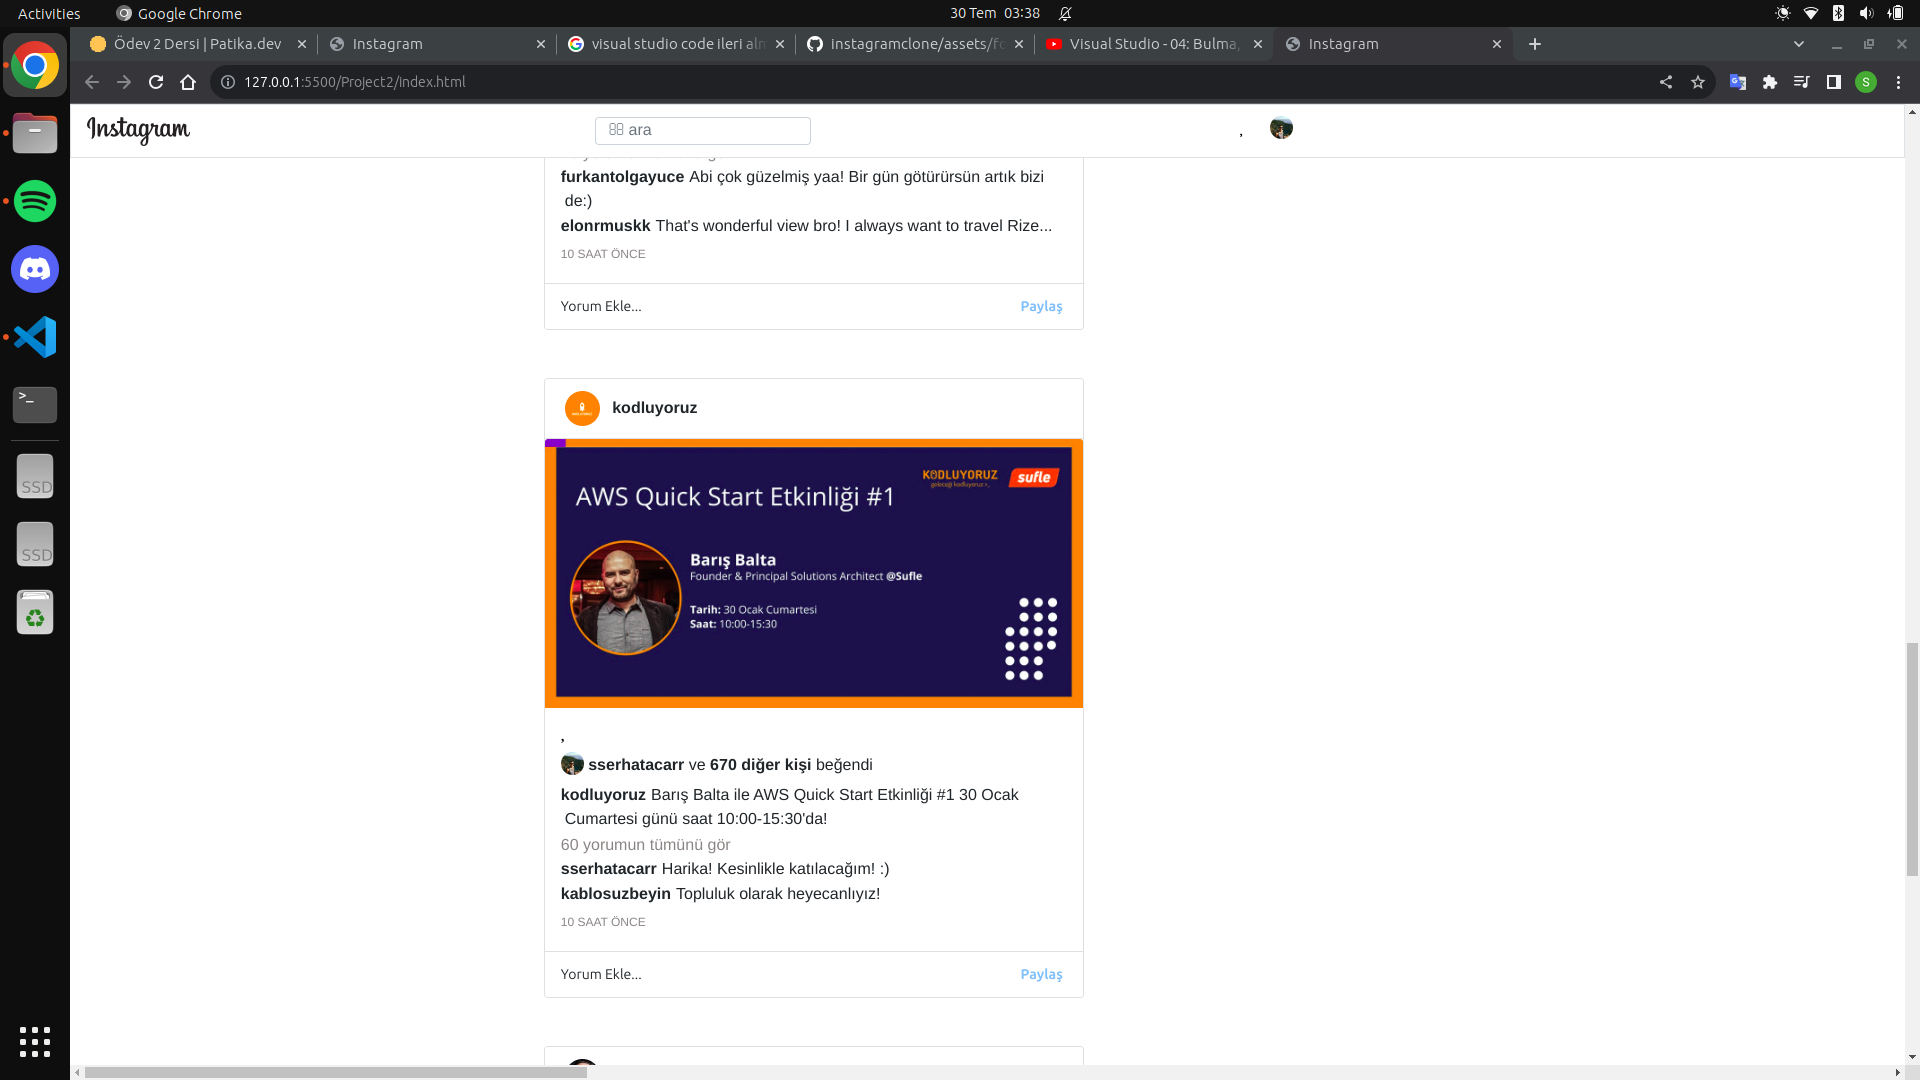 Activities
Google Chrome
30 Tem 03:38
Ödev 2 Dersi | Patika.dev
Instagram
visual studio code ileri alm
Instagramclone/assets/fo
Visual Studio - 04: Bulma,
Instagram
127.0.0.1:5500/Project2/index.html
S
Instagram
ara
,
furkantolgayuce Abi çok güzelmiş yaa! Bir gün götürürsün artık bizi
de:)
elonrmuskk That's wonderful view bro! I always want to travel Rize...
10 SAAT ÖNCE
Yorum Ekle...
Paylaş
kodluyoruz
KODLUYORUZ
geleceği kodluyoruz >_
sufle
AWS Quick Start Etkinliği #1
Barış Balta
Founder & Principal Solutions Architect @Sufle
Tarih: 30 Ocak Cumartesi
Saat: 10:00-15:30
,
sserhatacarr ve 670 diğer kişi beğendi
kodluyoruz Barış Balta ile AWS Quick Start Etkinliği #1 30 Ocak
Cumartesi günü saat 10:00-15:30'da!
60 yorumun tümünü gör
sserhatacarr Harika! Kesinlikle katılacağım! :)
kablosuzbeyin Topluluk olarak heyecanlıyız!
10 SAAT ÖNCE
Yorum Ekle...
Paylaş
>_
SSD
SSD